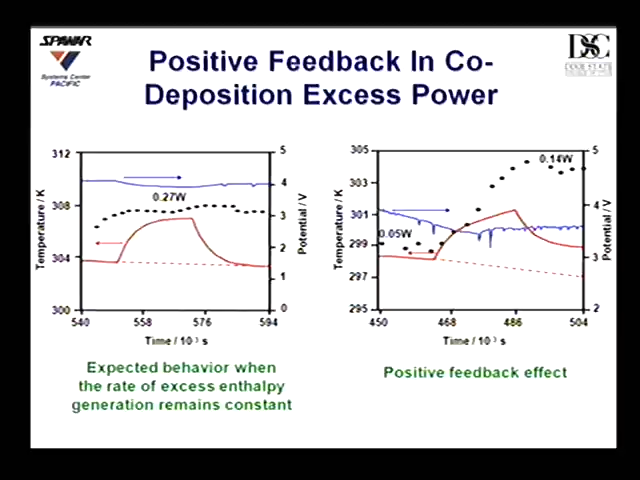 SPAWAR
Systems Center
PACIFIC
Positive Feedback In Co-
Deposition Excess Power
DSC
312
308
304
300
Temperature / K
5
4
3
2
1
0
Potential / V
0.27W
540
558
576
594
Time / 10³ s
Expected behavior when
the rate of excess enthalpy
generation remains constant
305
303
301
299
297
295
Temperature / K
5
4
3
2
Potential / V
0.14W
0.05W
450
468
486
504
Time / 10³ s
Positive feedback effect